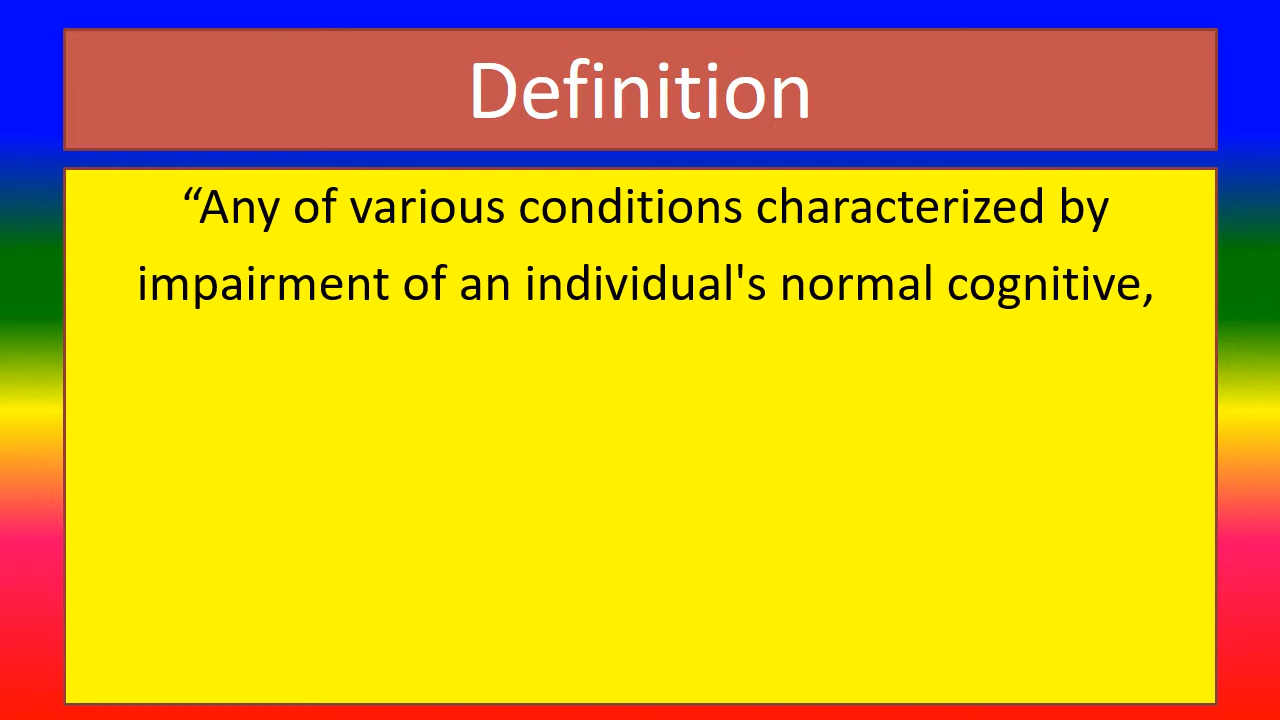 Definition
“Any of various conditions characterized by
impairment of an individual's normal cognitive,